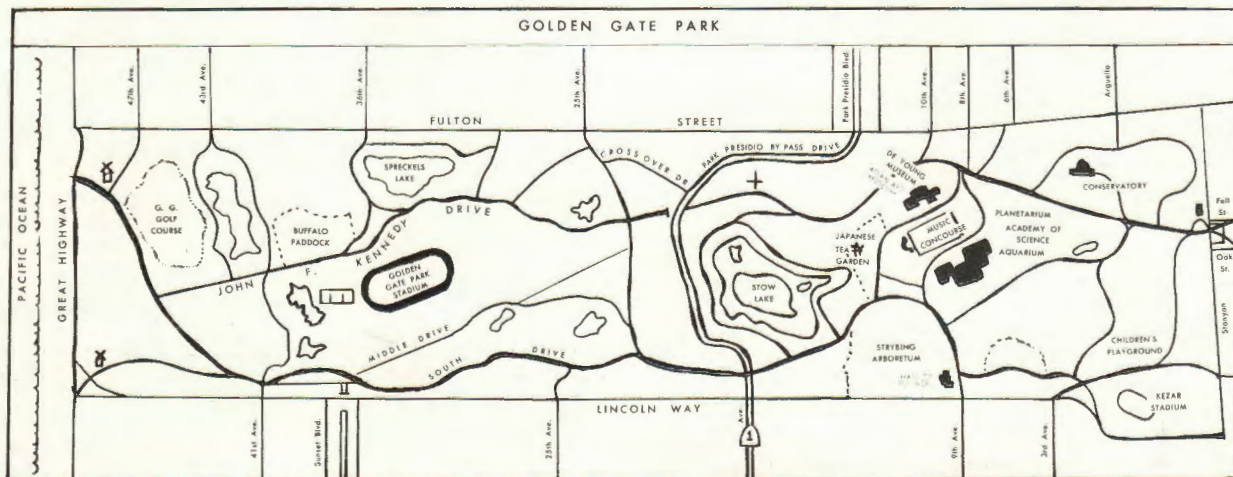 GOLDEN GATE PARK
47th Ave.
43rd Ave.
36th Ave.
25th Ave.
Park Presidio Blvd.
10th Ave.
8th Ave.
6th Ave.
Arguello
FULTON STREET
PARK PRESIDIO BY PASS DRIVE
CROSS OVER DR.
SPRECKELS
LAKE
DE YOUNG
MUSEUM
CONSERVATORY
Fell
St.
G. G.
GOLF
COURSE
BUFFALO
PADDOCK
JOHN F. KENNEDY DRIVE
MUSIC
CONCOURSE
PLANETARIUM
ACADEMY
OF
SCIENCE
AQUARIUM
JAPANESE
TEA
GARDEN
Oak
St.
PACIFIC OCEAN
GREAT HIGHWAY
GOLDEN
GATE PARK
STADIUM
STOW
LAKE
Stanyan
MIDDLE DRIVE
SOUTH DRIVE
STRYBING
ARBORETUM
CHILDREN'S
PLAYGROUND
KEZAR
STADIUM
LINCOLN WAY
41st Ave.
Sunset Blvd.
25th Ave.
Ave.
1
9th Ave
3rd Ave.